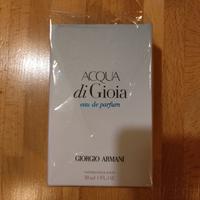 ACQUA
di Gioia
eau de parfum
GIORGIO ARMANI